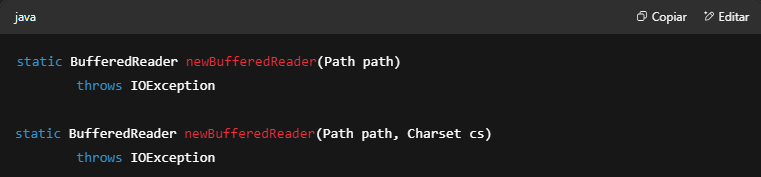 java
Copiar
Editar
static BufferedReader newBufferedReader(Path path)
throws IOException
static BufferedReader newBufferedReader(Path path, Charset cs)
throws IOException